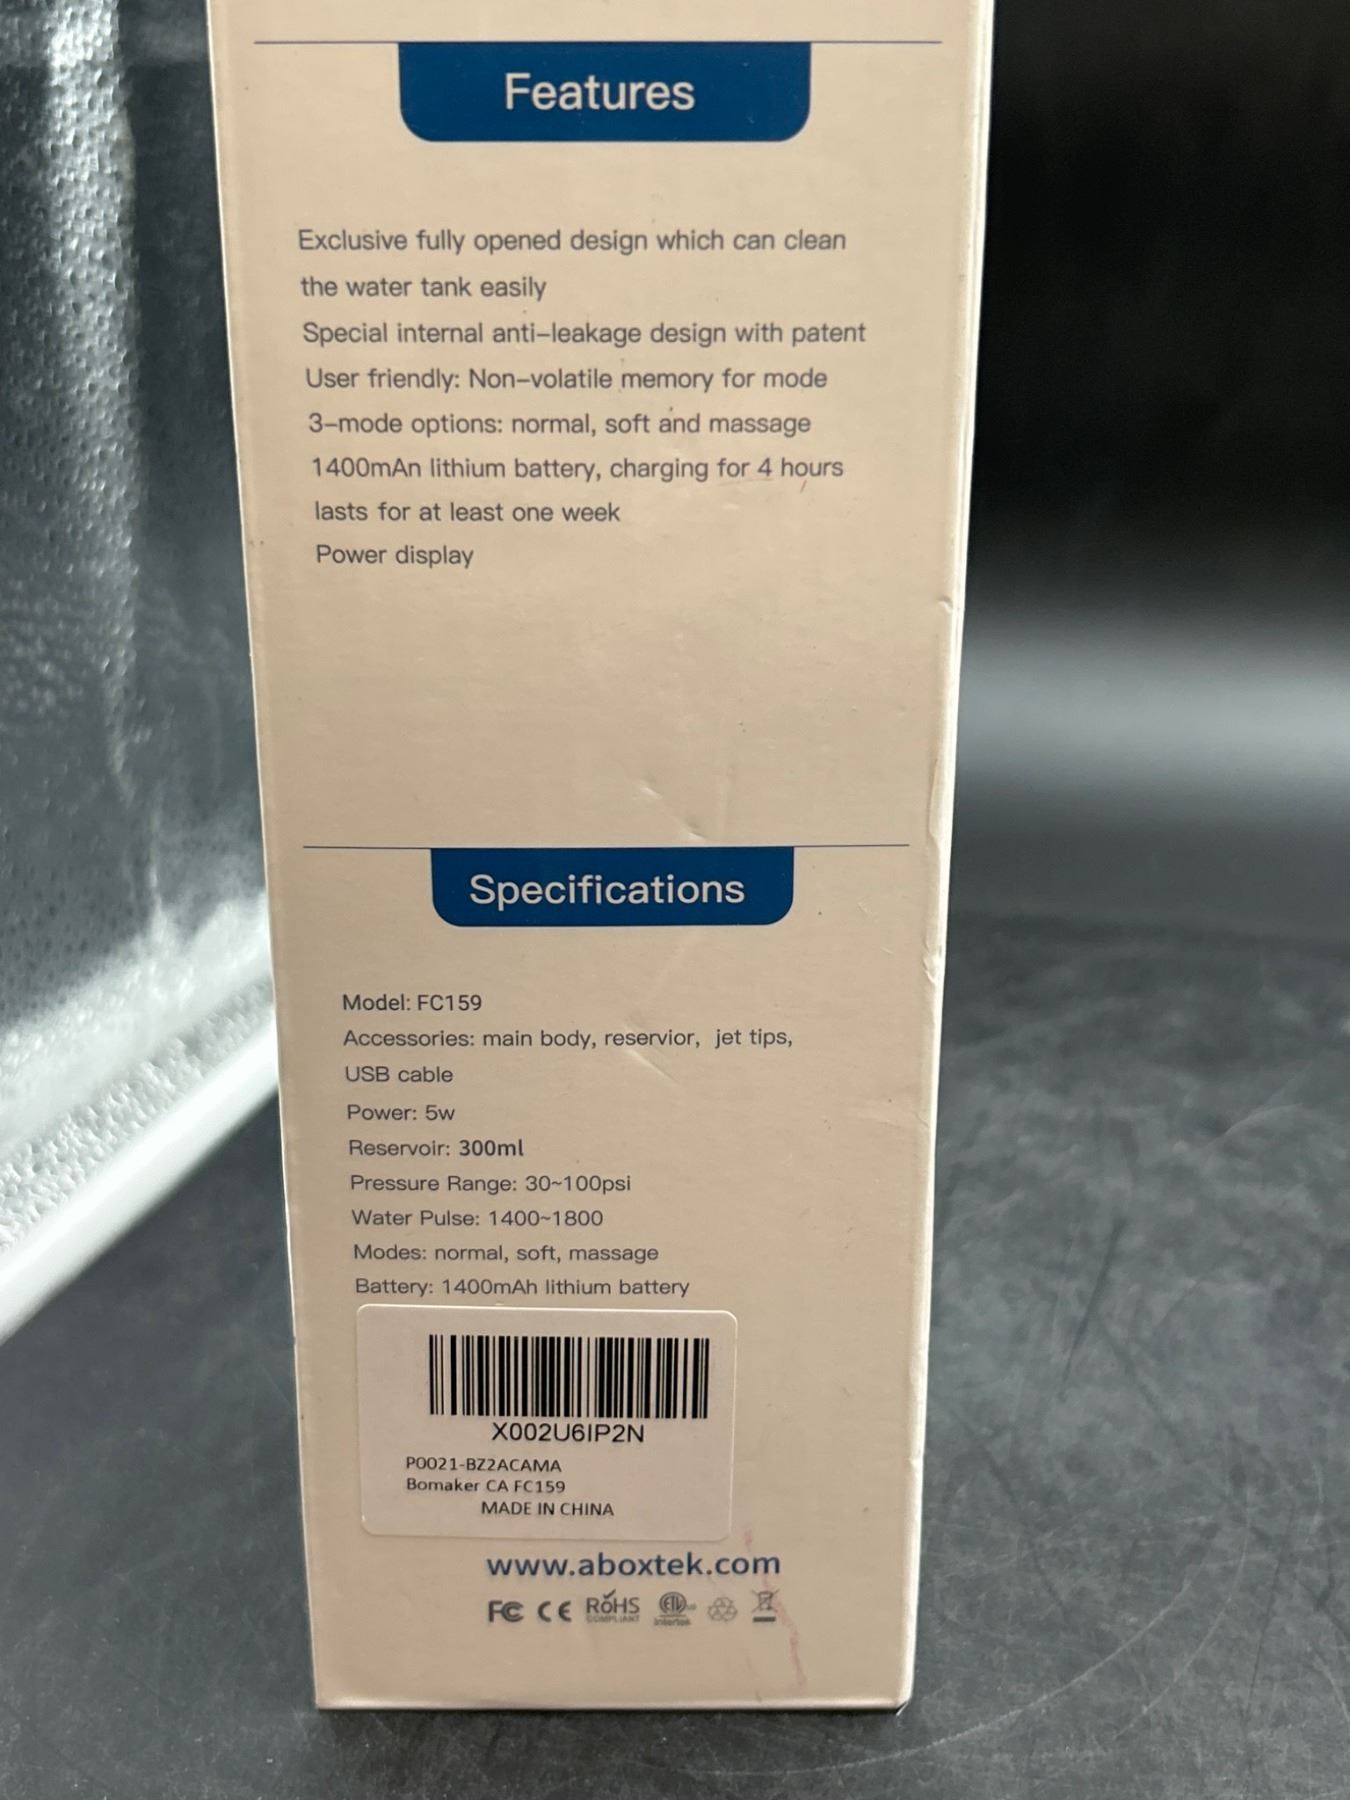 Features
Exclusive fully opened design which can clean
the water tank easily
Special internal anti-leakage design with patent
User friendly: Non-volatile memory for mode
3-mode options: normal, soft and massage
1400mAn lithium battery, charging for 4 hours
lasts for at least one week
Power display
Specifications
Model: FC159
Accessories: main body, reservior, jet tips,
USB cable
Power: 5w
Reservoir: 300ml
Pressure Range: 30~100psi
Water Pulse: 1400~1800
Modes: normal, soft, massage
Battery: 1400mAh lithium battery
X002U6IP2N
P0021-BZ2ACAMA
Bomaker CA FC159
MADE IN CHINA
www.aboxtek.com
FC CE RoHS ETL
COMPLIANT Intertek